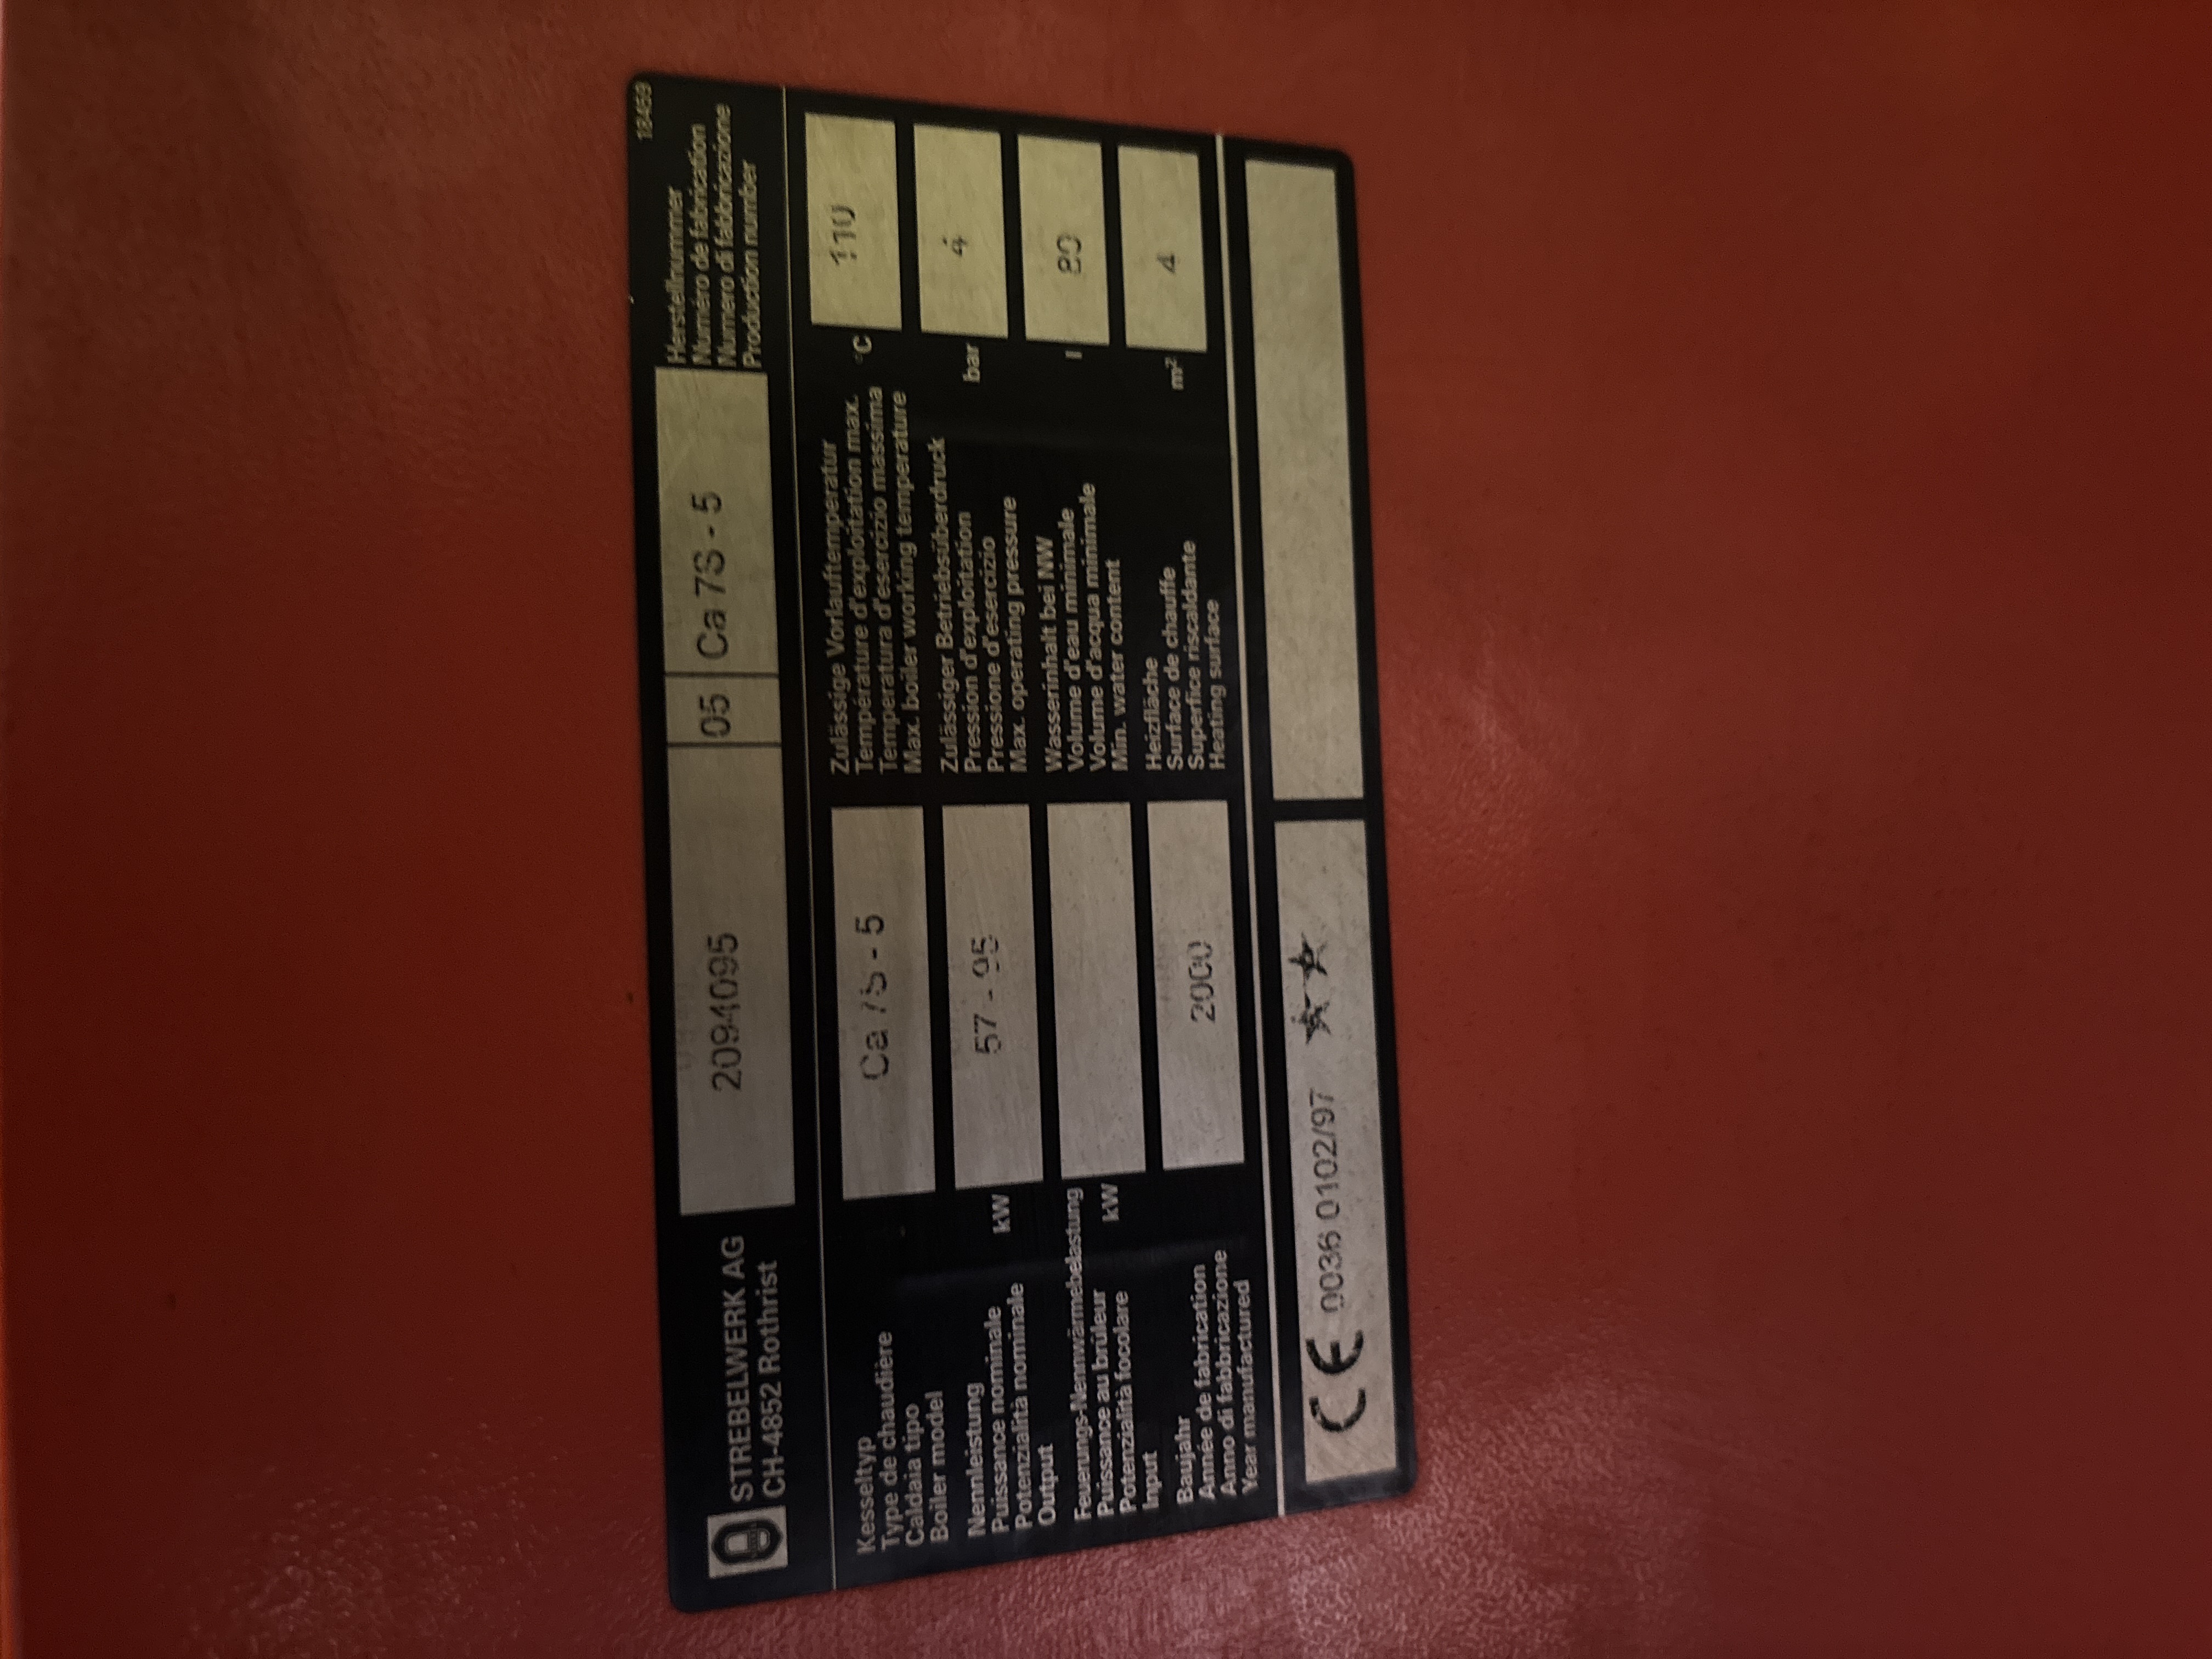 18469
STREBELWERK AG
CH-4852 Rothrist
2094095 05 Ca 7S - 5
Herstellnummer
Numéro de fabrication
Numero di fabbricazione
Production number
Kesseltyp
Type de chaudière
Caldaia tipo
Boiler model
Ca 7S - 5
Nennleistung
Puissance nominale
Potenzialità nominale
Output
kW
57 - 95
Feuerungs-Nennwärmebelastung
Puissance au brûleur
Potenzialità focolare
Input
kW
Baujahr
Année de fabrication
Anno di fabbricazione
Year manufactured
2000
Zulässige Vorlauftemperatur
Température d'exploitation max.
Temperatura d'esercizio massima
Max. boiler working temperature
°C
110
Zulässiger Betriebsüberdruck
Pression d'exploitation
Pressione d'esercizio
Max. operating pressure
bar
4
Wasserinhalt bei NW
Volume d'eau minimale
Volume d'acqua minimale
Min. water content
l
80
Heizfläche
Surface de chauffe
Superfice riscaldante
Heating surface
m²
4
CE 0036 0102/97 ★★